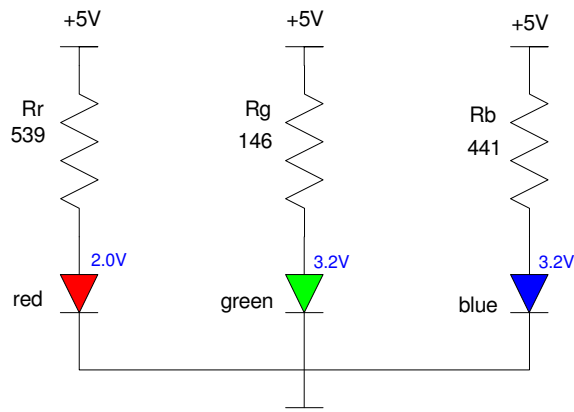 +5V
+5V
+5V
Rr
539
Rg
146
Rb
441
2.0V
3.2V
3.2V
red
green
blue